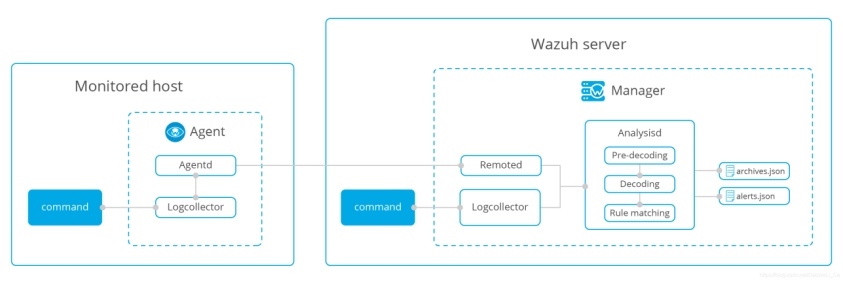 Wazuh server
Monitored host
Manager
Agent
Analysisd
Agentd
Remoted
Pre-decoding
archives.json
Decoding
alerts.json
command
Logcollector
command
Logcollector
Rule matching